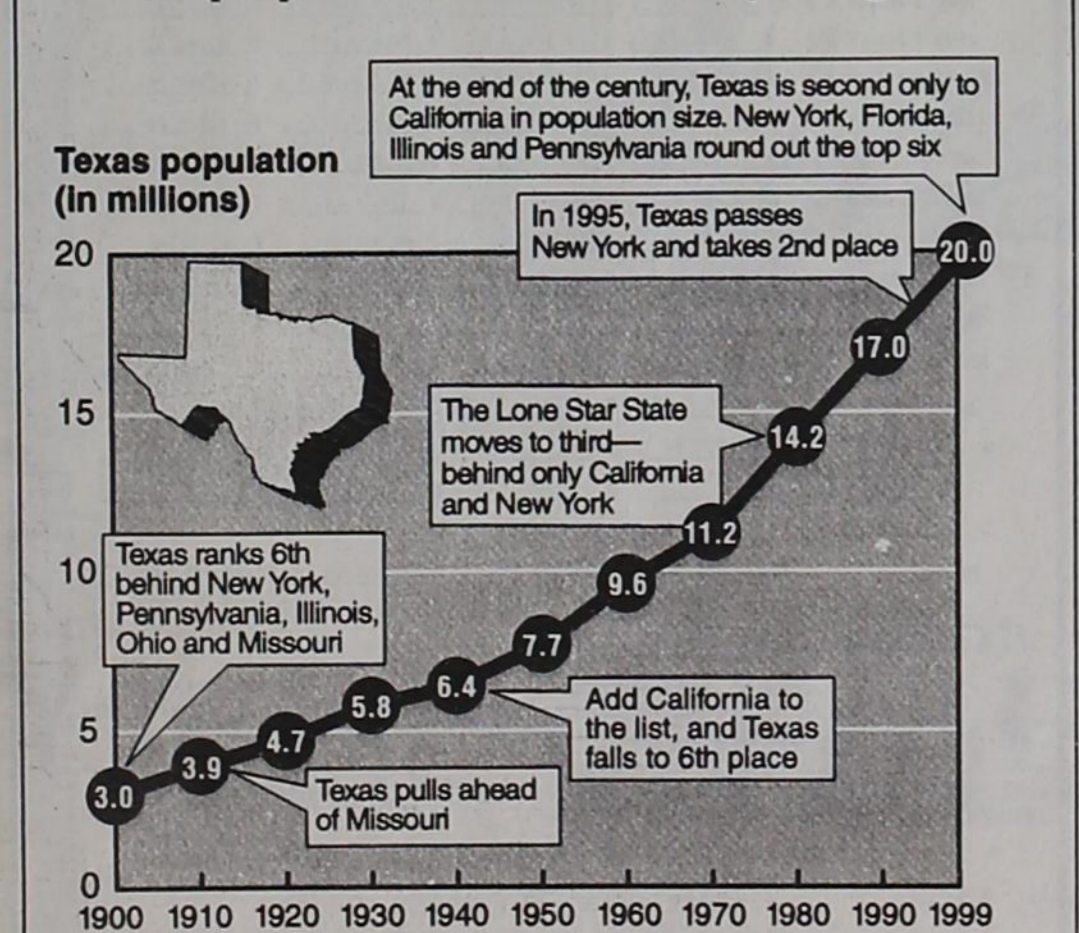 At the end of the century, Texas is second only to
California in population size. New York, Florida,
Illinois and Pennsylvania round out the top six
Texas population
(in millions)
In 1995, Texas passes
New York and takes 2nd place
20
20.0
17.0
15
The Lone Star State
moves to third—
behind only California
and New York
14.2
11.2
Texas ranks 6th
behind New York,
Pennsylvania, Illinois,
Ohio and Missouri
10
9.6
7.7
6.4
5.8
Add California to
the list, and Texas
falls to 6th place
5
4.7
3.9
3.0
Texas pulls ahead
of Missouri
0
1900 1910 1920 1930 1940 1950 1960 1970 1980 1990 1999